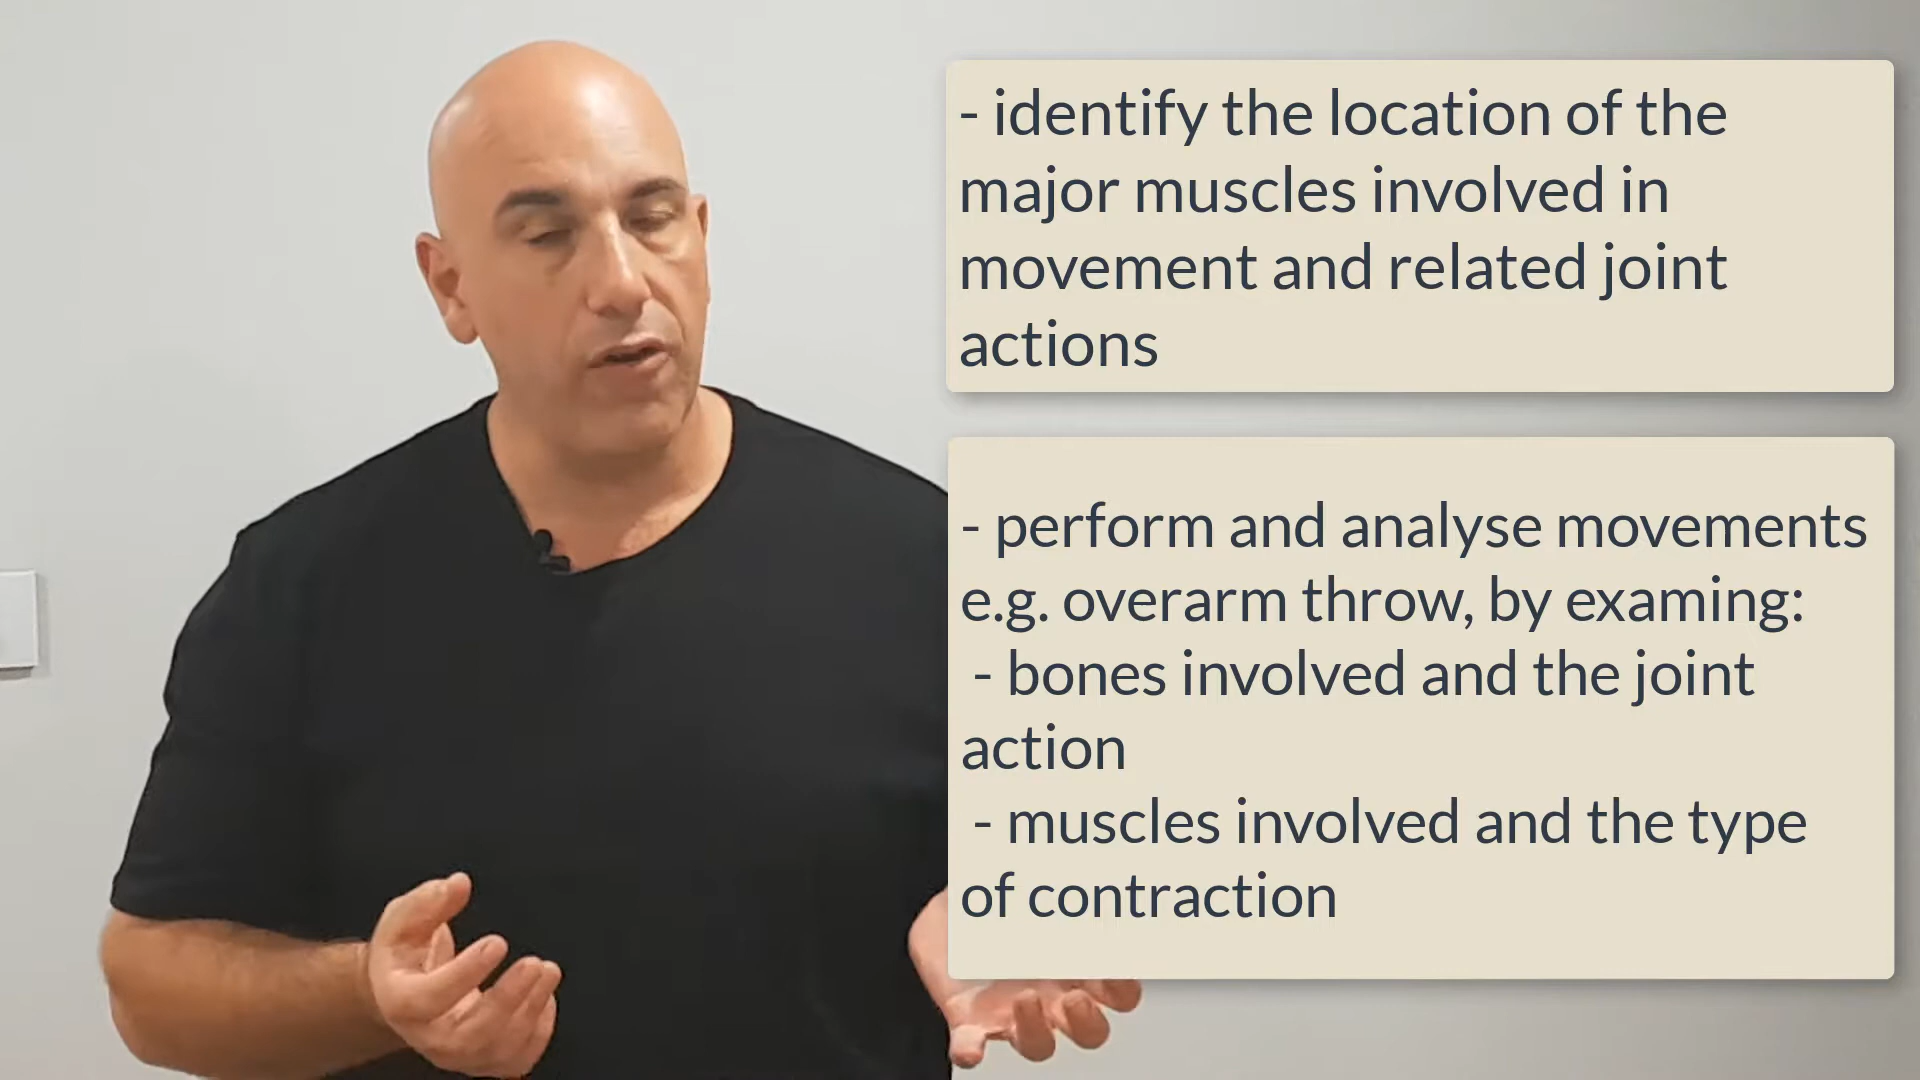 - identify the location of the
major muscles involved in
movement and related joint
actions
- perform and analyse movements
e.g. overarm throw, by examing:
- bones involved and the joint
action
- muscles involved and the type
of contraction